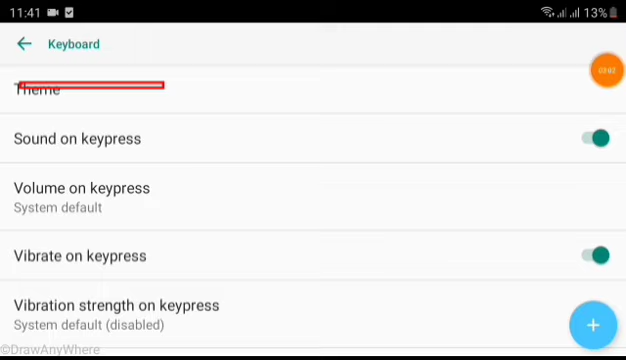 11:41
13%
Keyboard
Theme
Sound on keypress
Volume on keypress
System default
Vibrate on keypress
Vibration strength on keypress
System default (disabled)
+
©DrawAnyWhere